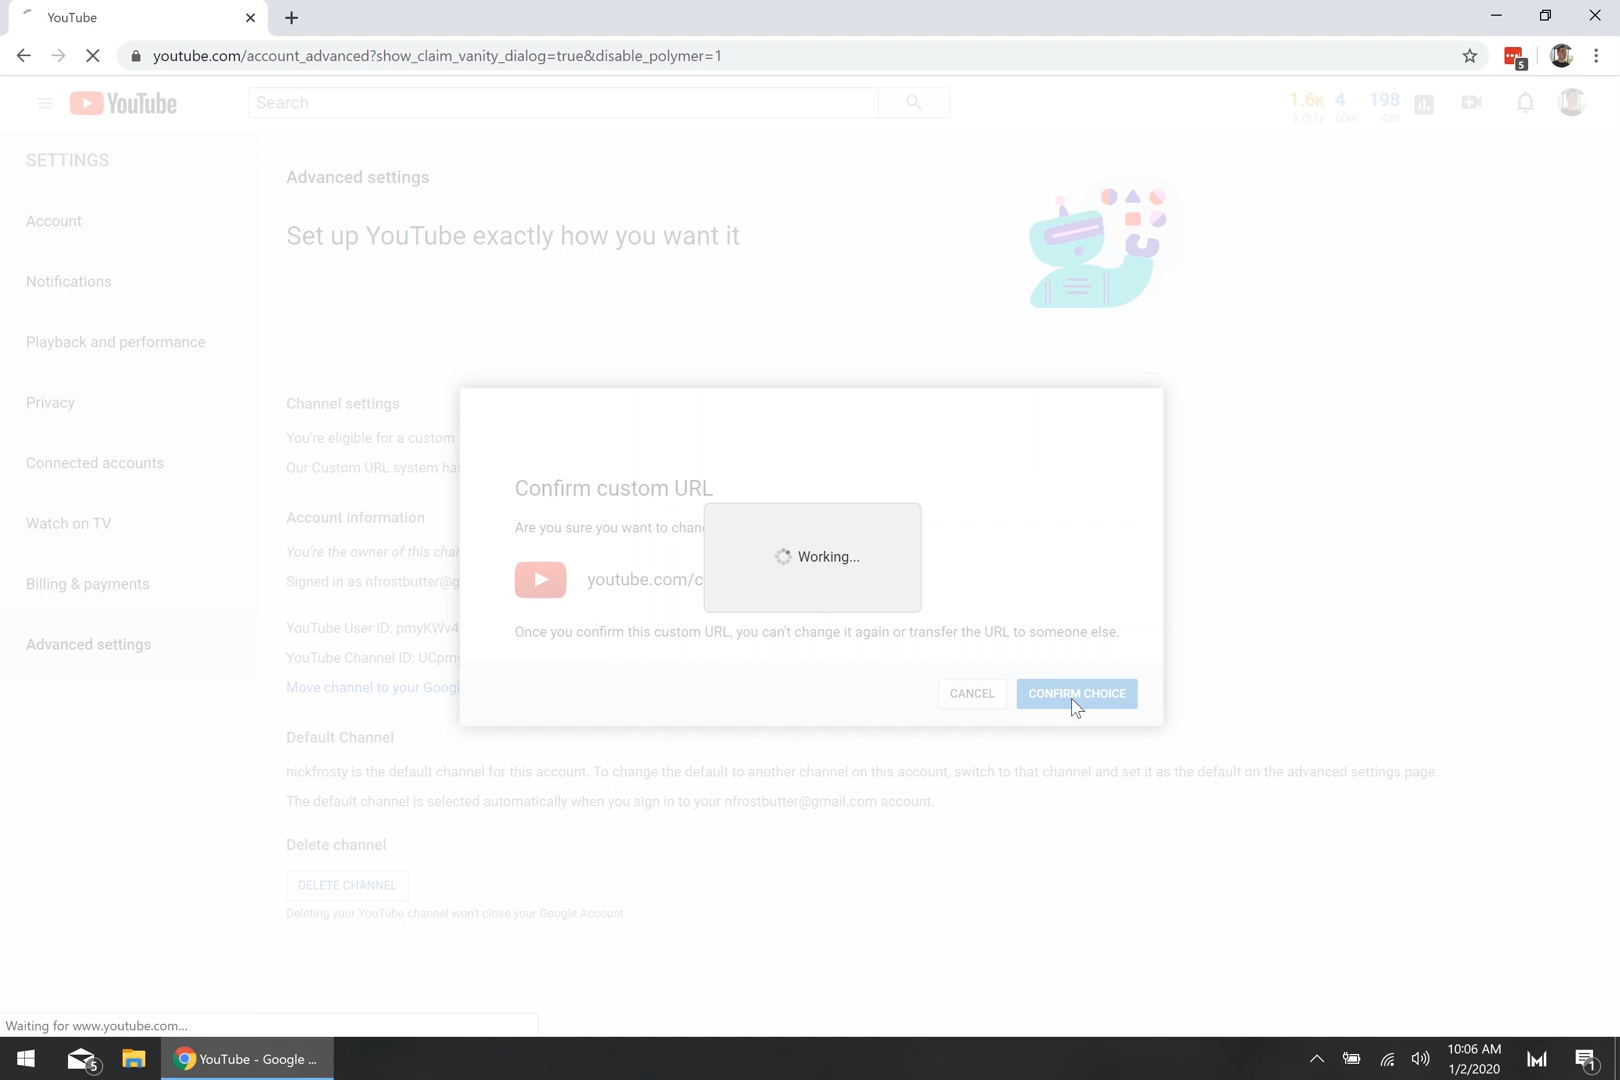 YouTube
youtube.com/account_advanced?show_claim_vanity_dialog=true&disable_polymer=1
5
YouTube
Search
1.6K 4 198
60m 48h
SETTINGS
Account
Notifications
Playback and performance
Privacy
Connected accounts
Watch on TV
Billing & payments
Advanced settings
Advanced settings
Set up YouTube exactly how you want it
Channel settings
You're eligible for a custom
Our Custom URL system has
Account information
You're the owner of this chan
Signed in as nfrostbutter@g
YouTube User ID: pmyKWv4
YouTube Channel ID: UCpmy
Move channel to your Googl
Confirm custom URL
Are you sure you want to chang
youtube.com/c
Working...
Once you confirm this custom URL, you can't change it again or transfer the URL to someone else.
CANCEL
CONFIRM CHOICE
Default Channel
nickfrosty is the default channel for this account. To change the default to another channel on this account, switch to that channel and set it as the default on the advanced settings page.
The default channel is selected automatically when you sign in to your nfrostbutter@gmail.com account.
Delete channel
DELETE CHANNEL
Deleting your YouTube channel won't close your Google Account.
Waiting for www.youtube.com...
5
YouTube - Google ...
10:06 AM
1/2/2020
1